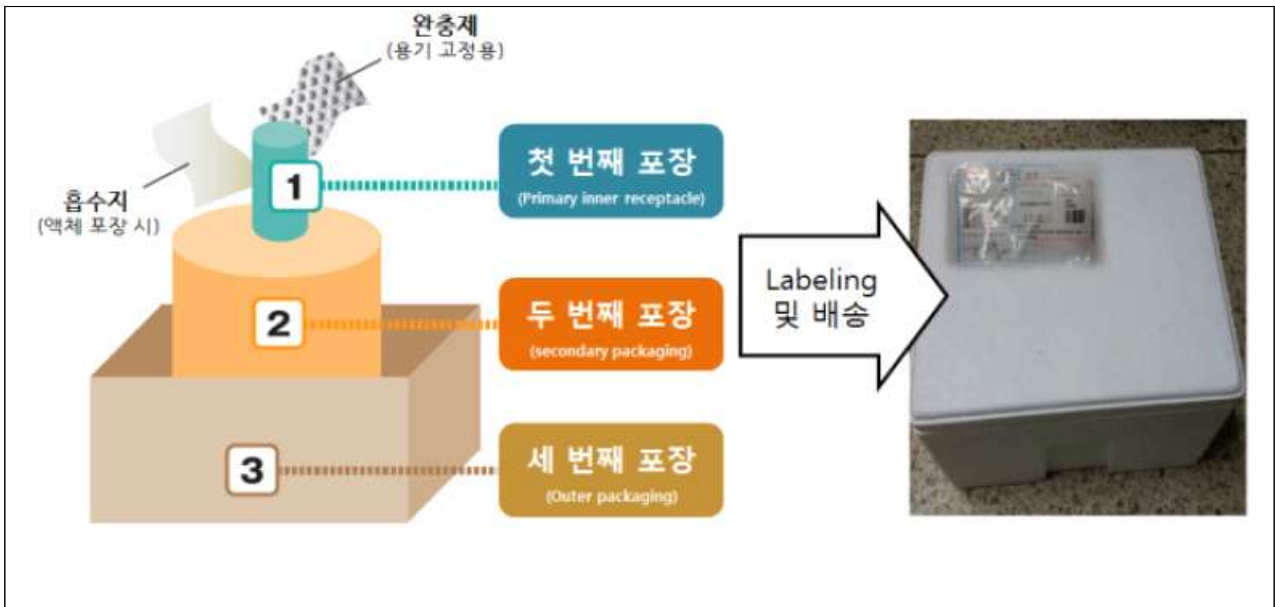 완충제
(용기 고정용)
흡수지
(액체 포장 시)
1
첫 번째 포장
(Primary inner receptacle)
2
두 번째 포장
(secondary packaging)
3
세 번째 포장
(Outer packaging)
Labeling
및 배송